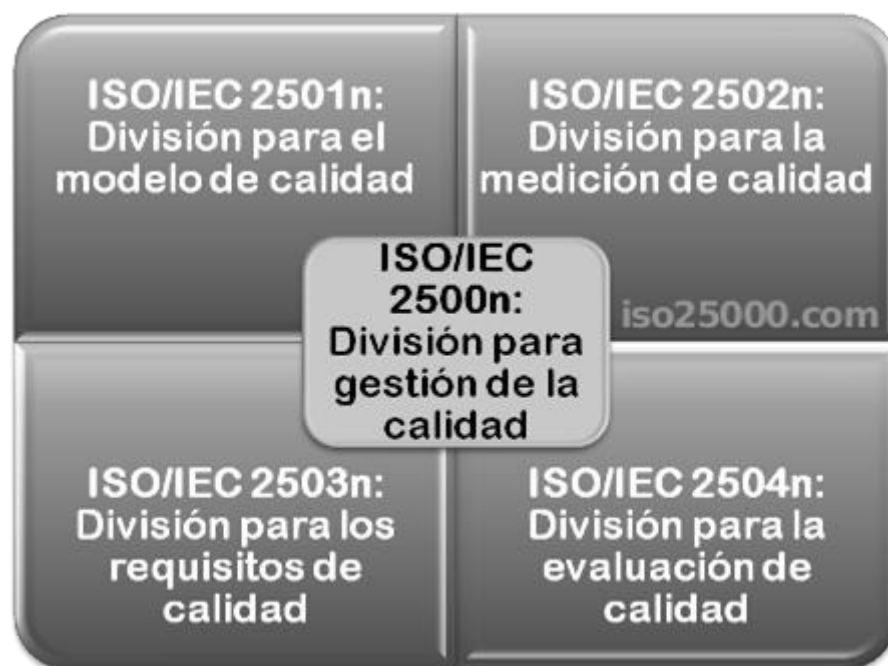 ISO/IEC 2501n:
División para el
modelo de calidad
ISO/IEC 2502n:
División para la
medición de calidad
ISO/IEC
2500n:
División para
gestión de la
calidad
iso25000.com
ISO/IEC 2503n:
División para los
requisitos de
calidad
ISO/IEC 2504n:
División para la
evaluación de
calidad